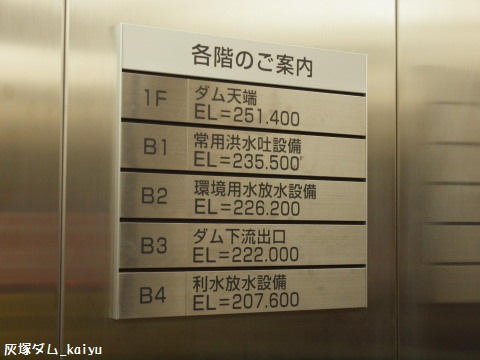 各階のご案内
1F
ダム天端
EL=251.400
B1
常用洪水吐設備
EL=235.500
B2
環境用水放水設備
EL=226.200
B3
ダム下流出口
EL=222.000
B4
利水放水設備
EL=207.600
灰塚ダム_kaiyu